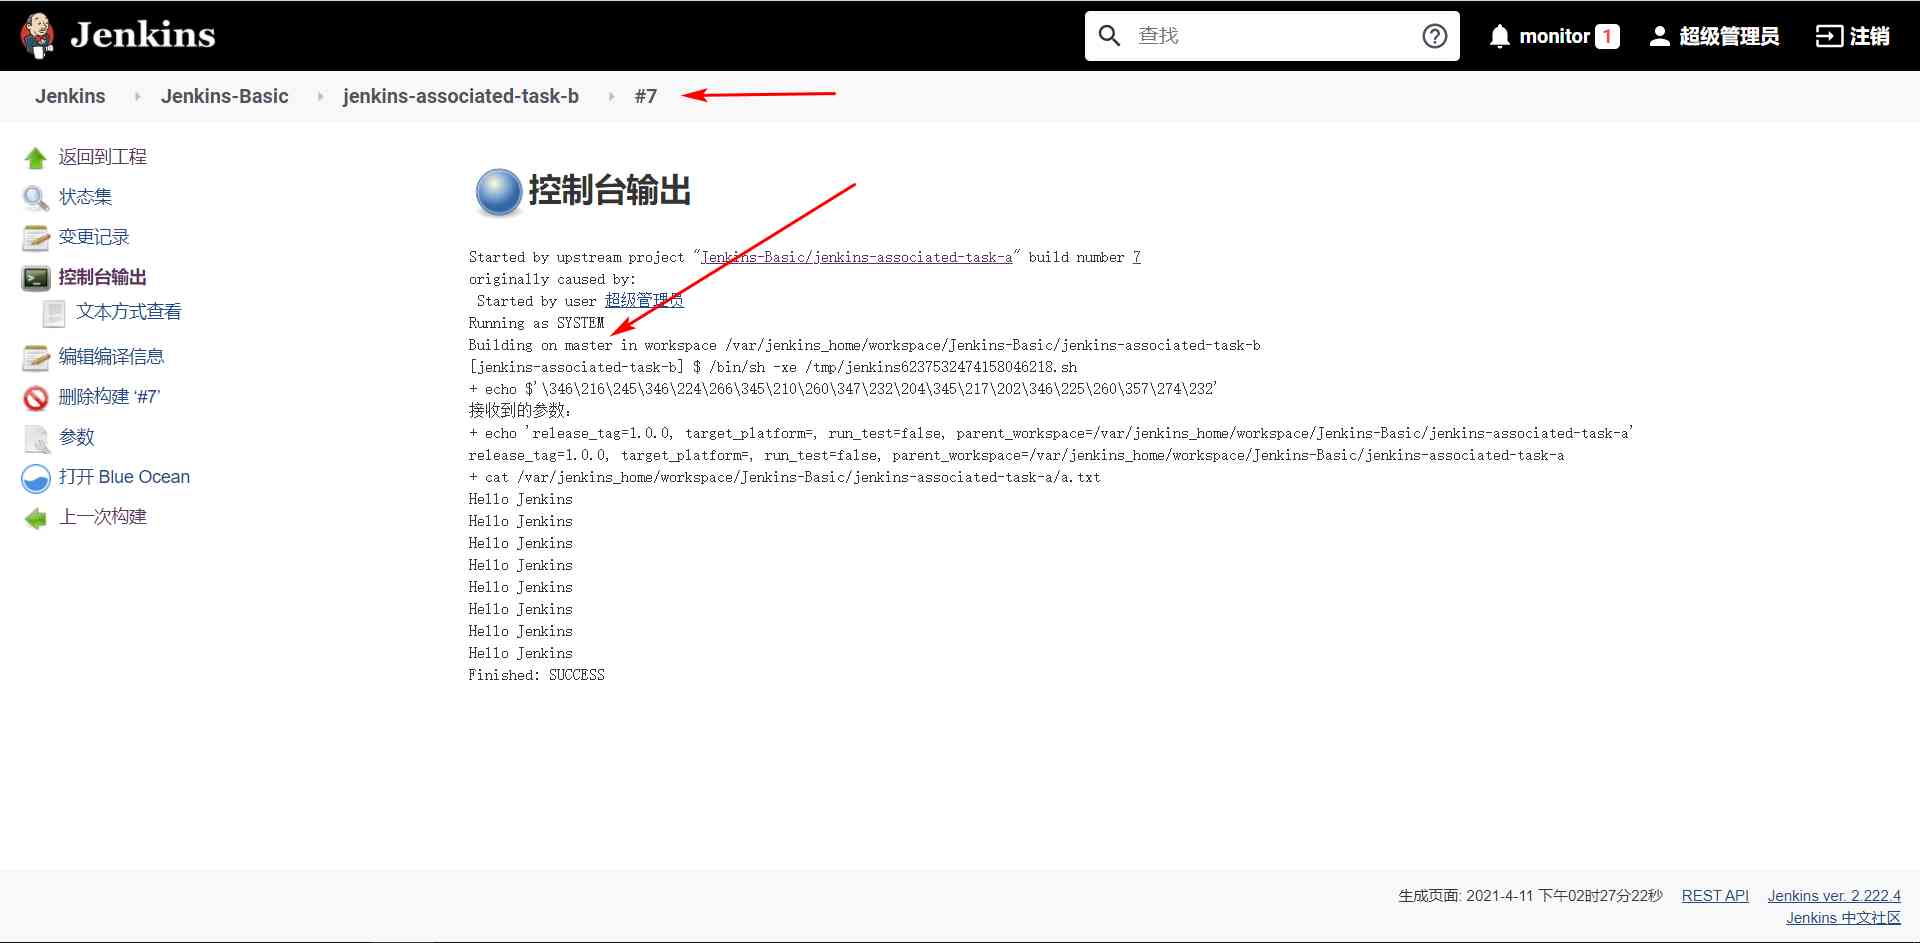 Jenkins
查找
monitor 1
超级管理员
注销
Jenkins Jenkins-Basic jenkins-associated-task-b #7
返回到工程
状态集
变更记录
控制台输出
文本方式查看
编辑编译信息
删除构建 ‘#7’
参数
打开 Blue Ocean
上一次构建
控制台输出
Started by upstream project "Jenkins-Basic/jenkins-associated-task-a" build number 7
originally caused by:
Started by user 超级管理员
Running as SYSTEM
Building on master in workspace /var/jenkins_home/workspace/Jenkins-Basic/jenkins-associated-task-b
[jenkins-associated-task-b] $ /bin/sh -xe /tmp/jenkins6237532474158046218.sh
+ echo $'\346\216\245\346\224\266\345\210\260\347\232\204\345\217\202\346\225\260\357\274\232'
接收到的参数：
+ echo 'release_tag=1.0.0, target_platform=, run_test=false, parent_workspace=/var/jenkins_home/workspace/Jenkins-Basic/jenkins-associated-task-a'
release_tag=1.0.0, target_platform=, run_test=false, parent_workspace=/var/jenkins_home/workspace/Jenkins-Basic/jenkins-associated-task-a
+ cat /var/jenkins_home/workspace/Jenkins-Basic/jenkins-associated-task-a/a.txt
Hello Jenkins
Hello Jenkins
Hello Jenkins
Hello Jenkins
Hello Jenkins
Hello Jenkins
Hello Jenkins
Hello Jenkins
Finished: SUCCESS
生成页面: 2021-4-11 下午02时27分22秒 REST API Jenkins ver. 2.222.4
Jenkins 中文社区